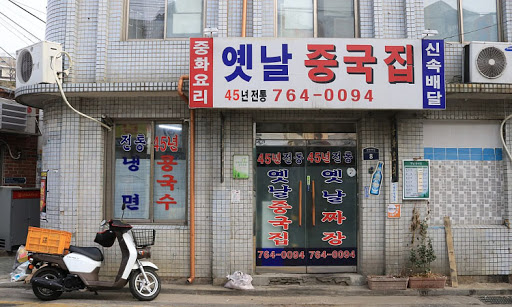 중화요리
옛날 중국집
45년 전통 764-0094
신속배달
전통
냉면
45년
콩국수
45년전통
옛날중국집
764-0094
45년전통
옛날짜장
764-0094
8